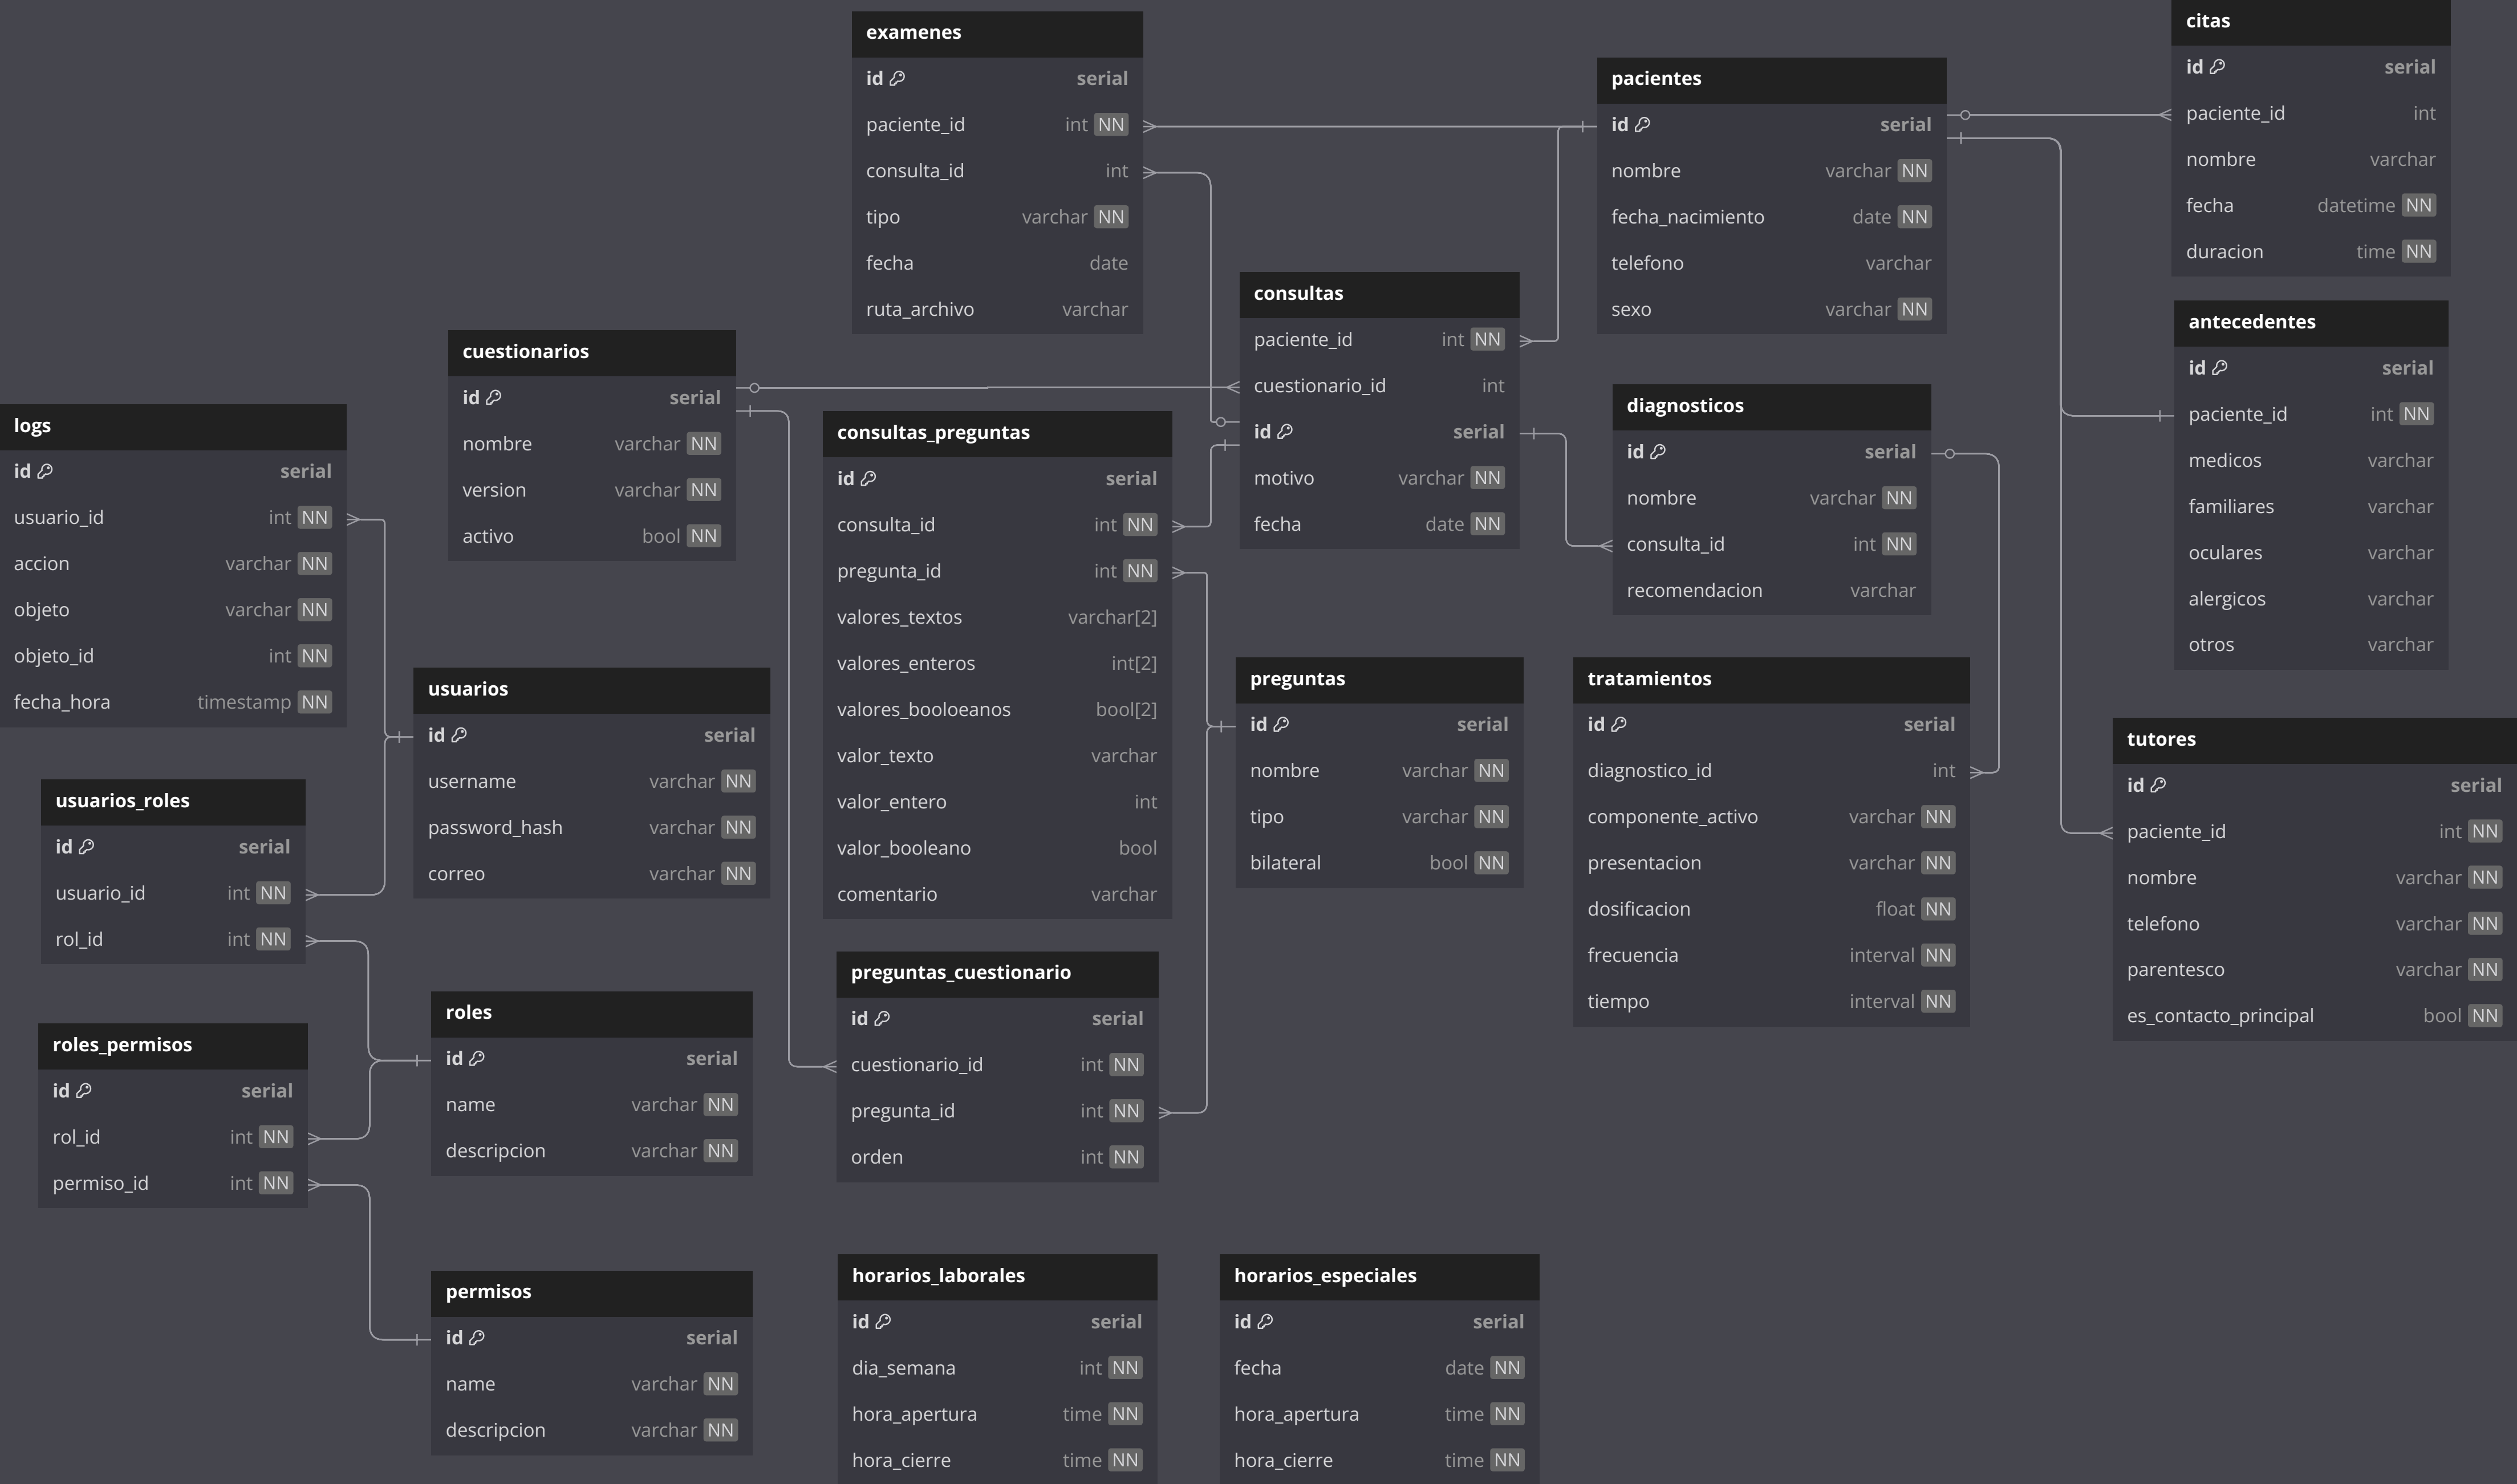 examenes
id serial
paciente_id int NN
consulta_id int
tipo varchar NN
fecha date
ruta_archivo varchar
pacientes
id serial
nombre varchar NN
fecha_nacimiento date NN
telefono varchar
sexo varchar NN
citas
id serial
paciente_id int
nombre varchar
fecha datetime NN
duracion time NN
consultas
paciente_id int NN
cuestionario_id int
id serial
motivo varchar NN
fecha date NN
antecedentes
id serial
paciente_id int NN
medicos varchar
familiares varchar
oculares varchar
alergicos varchar
otros varchar
cuestionarios
id serial
nombre varchar NN
version varchar NN
activo bool NN
diagnosticos
id serial
nombre varchar NN
consulta_id int NN
recomendacion varchar
logs
id serial
usuario_id int NN
accion varchar NN
objeto varchar NN
objeto_id int NN
fecha_hora timestamp NN
consultas_preguntas
id serial
consulta_id int NN
pregunta_id int NN
valores_textos varchar[2]
valores_enteros int[2]
valores_booloeanos bool[2]
valor_texto varchar
valor_entero int
valor_booleano bool
comentario varchar
usuarios
id serial
username varchar NN
password_hash varchar NN
correo varchar NN
preguntas
id serial
nombre varchar NN
tipo varchar NN
bilateral bool NN
tratamientos
id serial
diagnostico_id int
componente_activo varchar NN
presentacion varchar NN
dosificacion float NN
frecuencia interval NN
tiempo interval NN
tutores
id serial
paciente_id int NN
nombre varchar NN
telefono varchar NN
parentesco varchar NN
es_contacto_principal bool NN
usuarios_roles
id serial
usuario_id int NN
rol_id int NN
preguntas_cuestionario
id serial
cuestionario_id int NN
pregunta_id int NN
orden int NN
roles
id serial
name varchar NN
descripcion varchar NN
roles_permisos
id serial
rol_id int NN
permiso_id int NN
permisos
id serial
name varchar NN
descripcion varchar NN
horarios_laborales
id serial
dia_semana int NN
hora_apertura time NN
hora_cierre time NN
horarios_especiales
id serial
fecha date NN
hora_apertura time NN
hora_cierre time NN